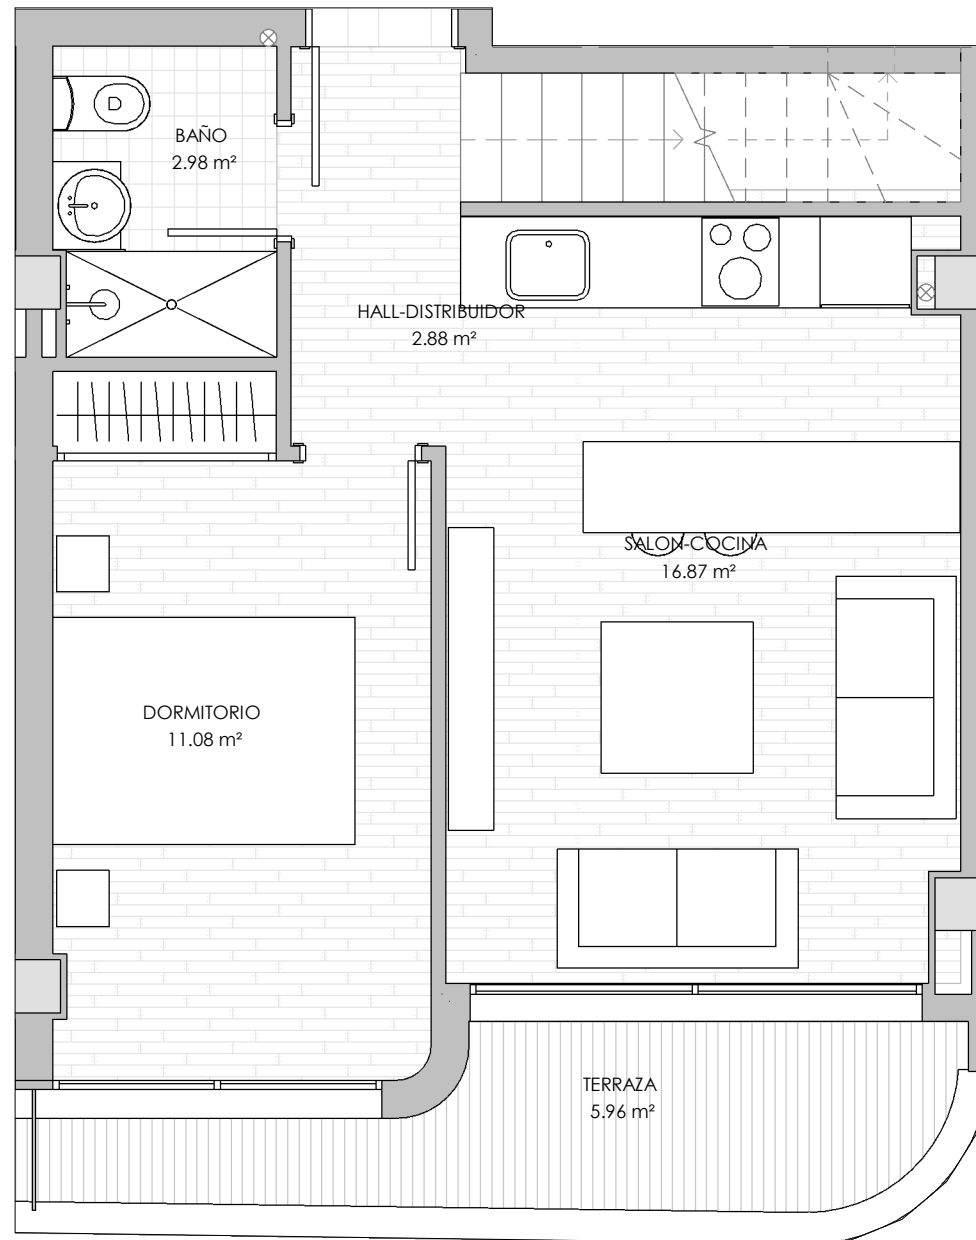 BAÑO
2.98 m²
HALL-DISTRIBUIDOR
2.88 m²
SALON-COCINA
16.87 m²
DORMITORIO
11.08 m²
TERRAZA
5.96 m²